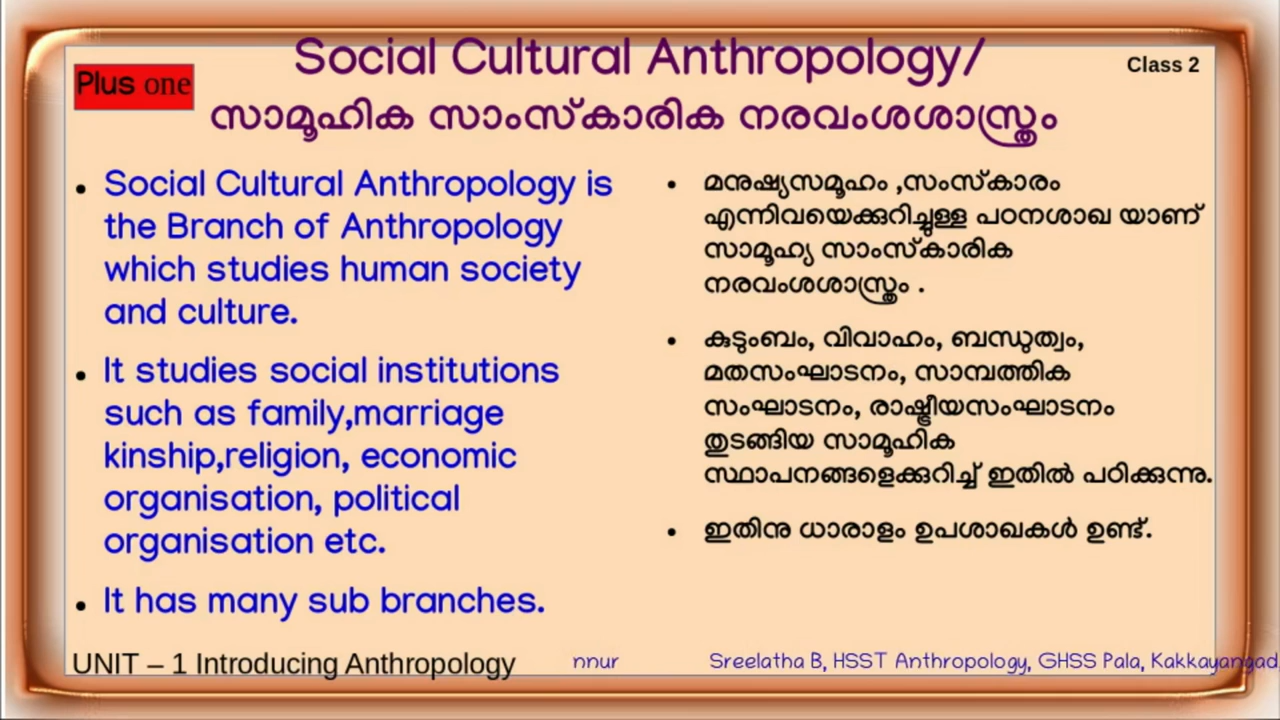 Social Cultural Anthropology/
Plus one
Class 2
സാമൂഹിക സാംസ്കാരിക നരവംശശാസ്ത്രം
Social Cultural Anthropology is
the Branch of Anthropology
which studies human society
and culture.
It studies social institutions
such as family,marriage
kinship,religion, economic
organisation, political
organisation etc.
It has many sub branches.
മനുഷ്യസമൂഹം ,സംസ്കാരം
എന്നിവയെക്കുറിച്ചുള്ള പഠനശാഖ യാണ്
സാമൂഹ്യ സാംസ്കാരിക
നരവംശശാസ്ത്രം .
കുടുംബം, വിവാഹം, ബന്ധുത്വം,
മതസംഘാടനം, സാമ്പത്തിക
സംഘാടനം, രാഷ്ട്രീയസംഘാടനം
തുടങ്ങിയ സാമൂഹിക
സ്ഥാപനങ്ങളെക്കുറിച്ച് ഇതിൽ പഠിക്കുന്നു.
ഇതിനു ധാരാളം ഉപശാഖകൾ ഉണ്ട്.
UNIT – 1 Introducing Anthropology
nnur
Sreelatha B, HSST Anthropology, GHSS Pala, Kakkayangad